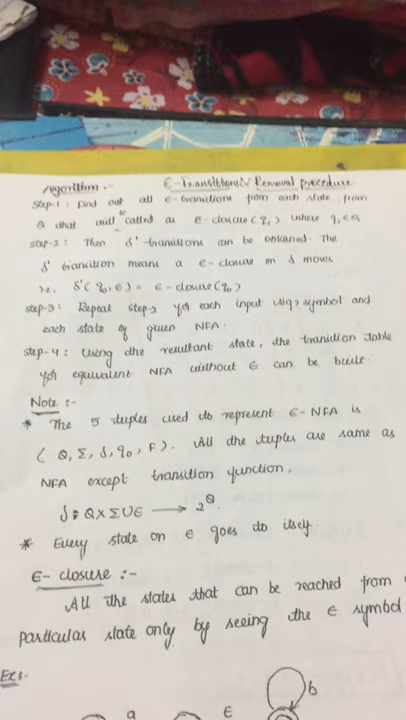 Algorithm :- ε-Transitions Removal procedure
Step-1 : Find out all ε-transitions from each state from
Q that will be called as ε-closure (q₁) where q₁ ∈ Q
step-2 : Then δ' transitions can be obtained. The
δ' transition means a ε-closure on δ moves
i.e, δ'(q₀, ε) = ε-closure (q₀)
step-3 : Repeat step-2 for each input symbol and
each state of given NFA.
step-4 : Using the resultant state, the transition table
for equivalent NFA without ε can be built.
Note :-
* The 5 tuples used to represent ε-NFA is
(Q, Σ, δ, q₀, F). All the tuples are same as
NFA except transition function,
δ : Q X Σ U ε → 2^Q
* Every state on ε goes to itself
ε-closure :-
All the states that can be reached from
particular state only by seeing the ε symbol
Ex:-
b
a ε